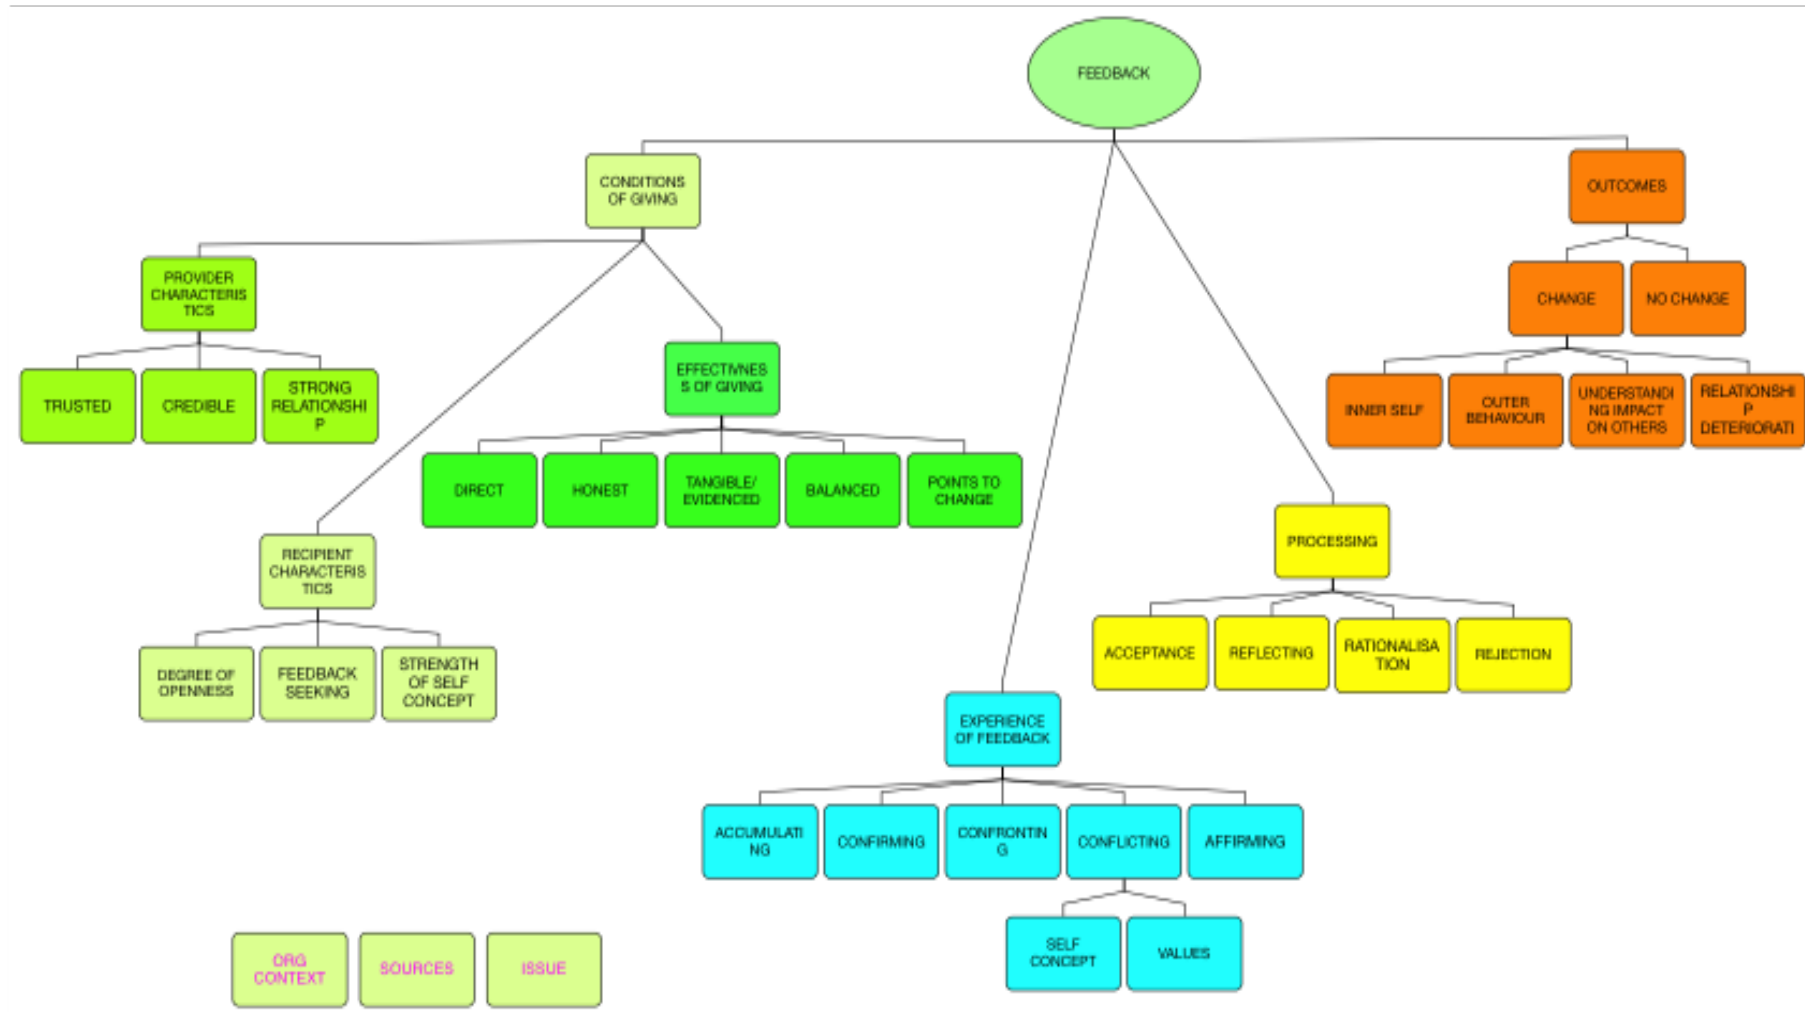 FEEDBACK
CONDITIONS
OF GIVING
OUTCOMES
PROVIDER
CHARACTERIS
TICS
CHANGE
NO CHANGE
TRUSTED
CREDIBLE
STRONG
RELATIONSHI
P
EFFECTIVNES
S OF GIVING
INNER SELF
OUTER
BEHAVIOUR
UNDERSTANDI
NG IMPACT
ON OTHERS
RELATIONSHI
P
DETERIORATI
DIRECT
HONEST
TANGIBLE/
EVIDENCED
BALANCED
POINTS TO
CHANGE
RECIPIENT
CHARACTERIS
TICS
PROCESSING
DEGREE OF
OPENNESS
FEEDBACK
SEEKING
STRENGTH
OF SELF
CONCEPT
ACCEPTANCE
REFLECTING
RATIONALISA
TION
REJECTION
EXPERIENCE
OF FEEDBACK
ACCUMULATI
NG
CONFIRMING
CONFRONTIN
G
CONFLICTING
AFFIRMING
SELF
CONCEPT
VALUES
ORG
CONTEXT
SOURCES
ISSUE